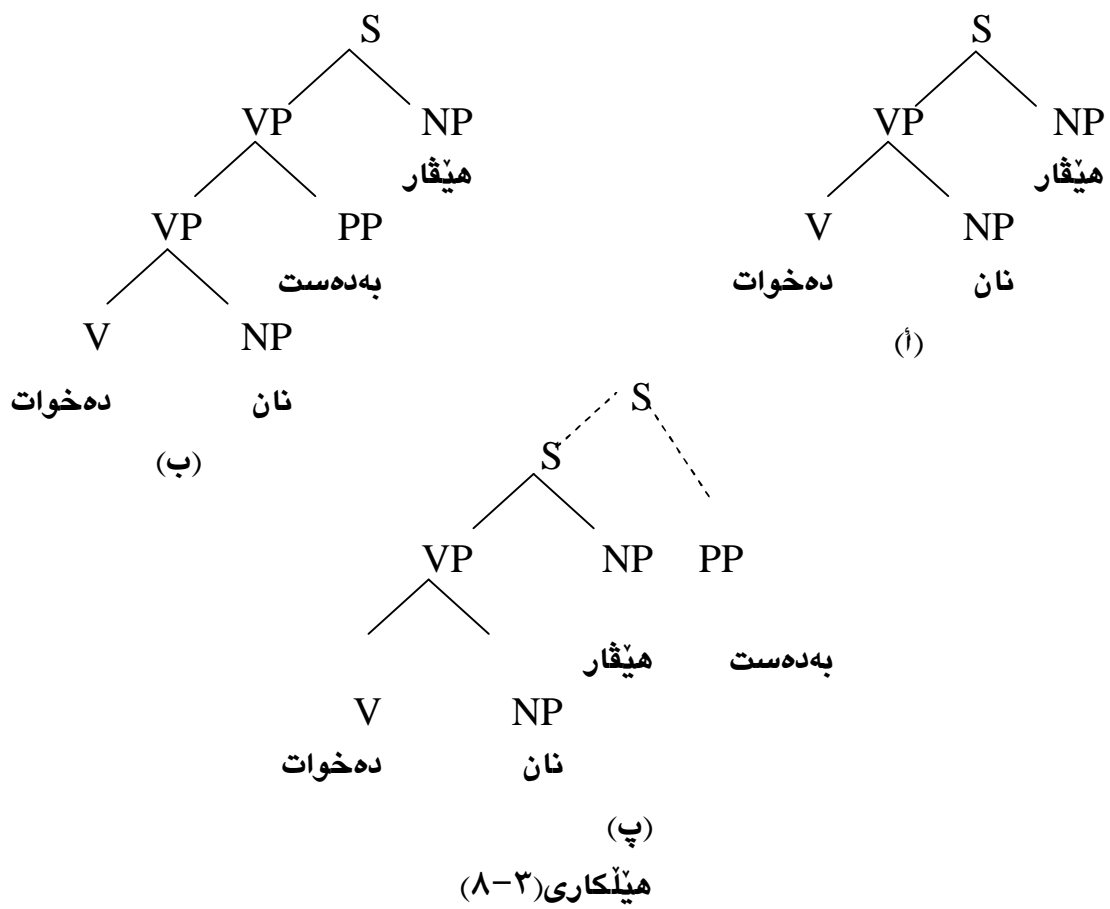 S
NP VP
هێڤار
NP V
نان دەخوات
(أ)
S
NP VP
هێڤار
PP VP
بەدەست
NP V
نان دەخوات
(ب)
S
S
PP NP VP
بەدەست هێڤار
NP V
نان دەخوات
(پ)
هێڵکاری(٣-٨)